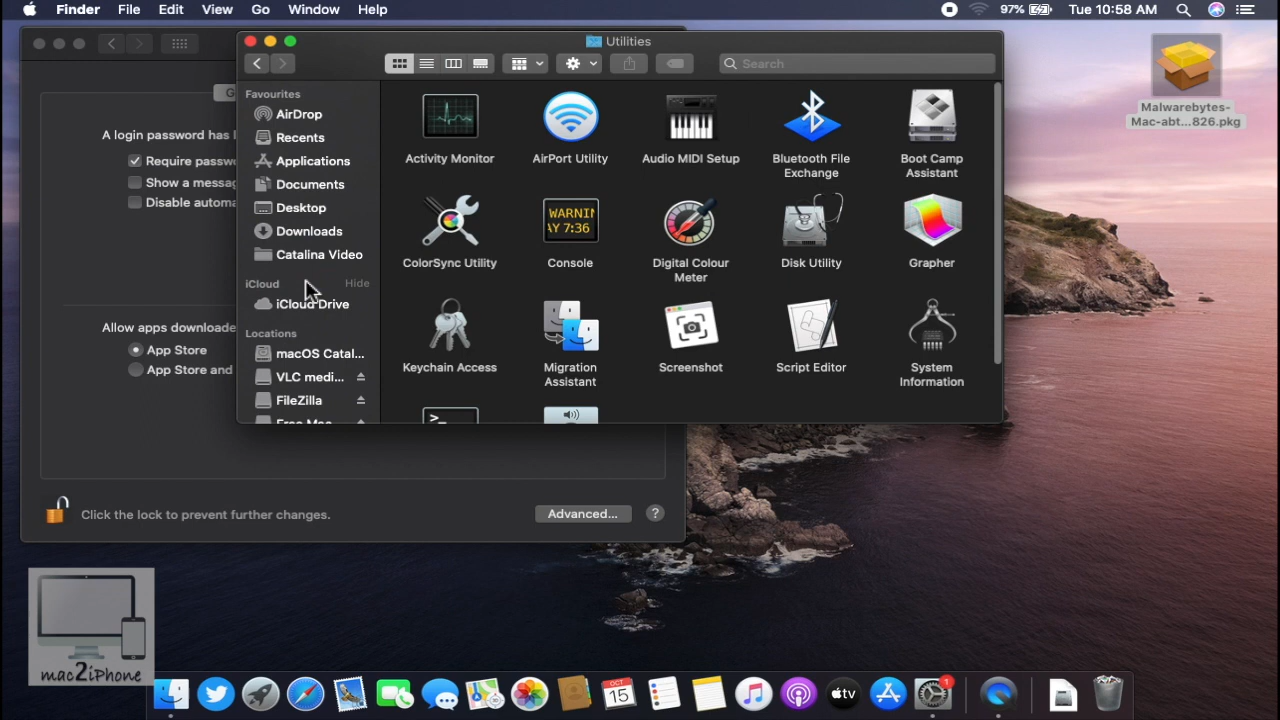 Finder File Edit View Go Window Help
97% Tue 10:58 AM
Utilities
Search
Favourites
AirDrop
Recents
Applications
Documents
Desktop
Downloads
Catalina Video
iCloud Hide
iCloud Drive
Locations
macOS Catal...
VLC medi...
FileZilla
Activity Monitor
AirPort Utility
Audio MIDI Setup
Bluetooth File
Exchange
Boot Camp
Assistant
WARNIN
AY 7:36
ColorSync Utility
Console
Digital Colour
Meter
Disk Utility
Grapher
Keychain Access
Migration
Assistant
Screenshot
Script Editor
System
Information
A login password has
Require passw
Show a messa
Disable automa
Allow apps downloade
App Store
App Store and
Click the lock to prevent further changes.
Advanced...
?
Malwarebytes-
Mac-abt...826.pkg
mac2iPhone
OCT
15
tv
1